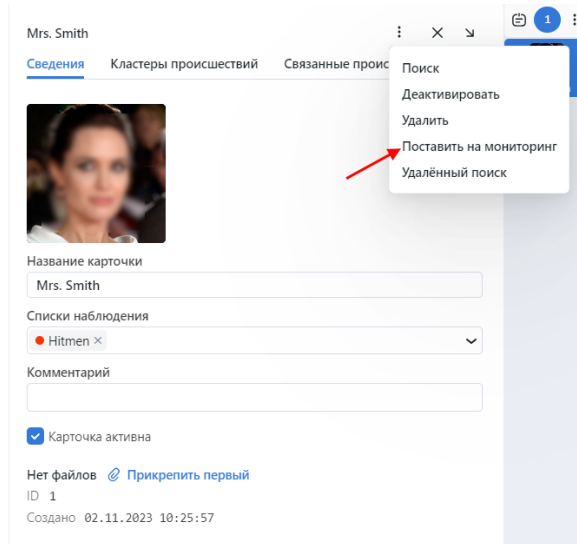 Mrs. Smith
1
Сведения Кластеры происшествий Связанные проис
Поиск
Деактивировать
Удалить
Поставить на мониторинг
Удалённый поиск
Название карточки
Mrs. Smith
Списки наблюдения
Hitmen ×
Комментарий
Карточка активна
Нет файлов Прикрепить первый
ID 1
Создано 02.11.2023 10:25:57